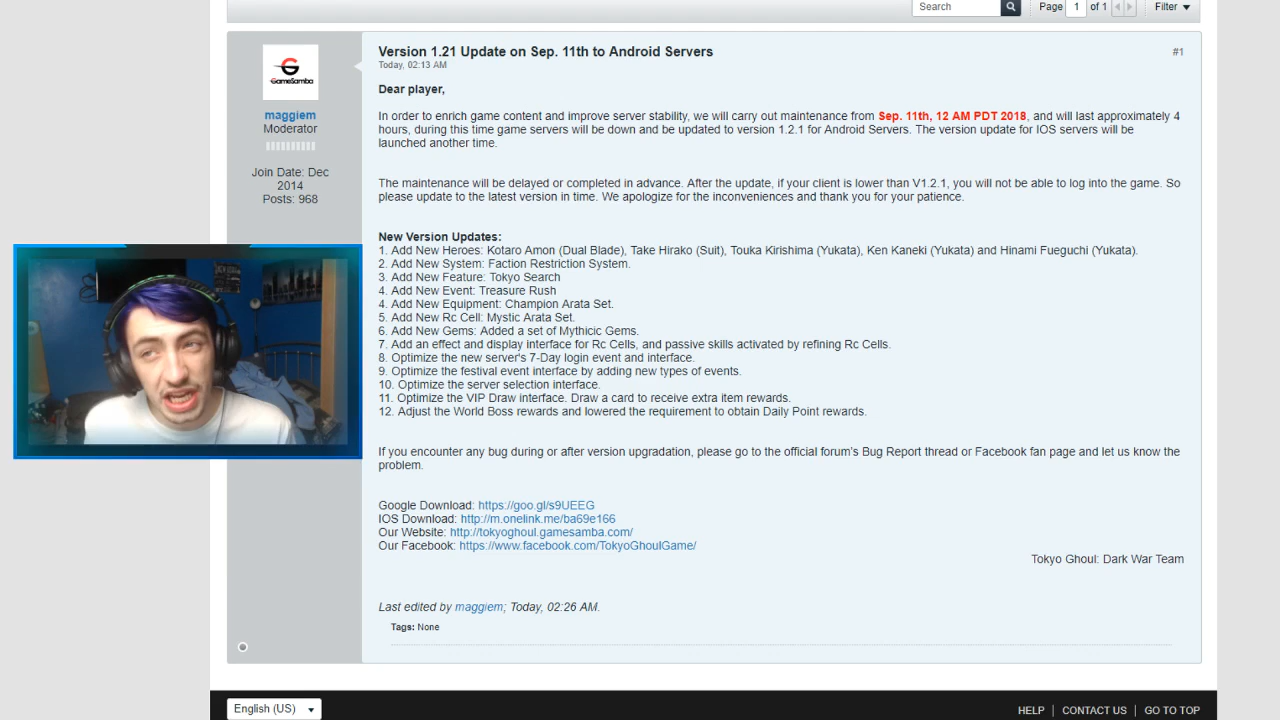 Search
Page 1 of 1
Filter
Version 1.21 Update on Sep. 11th to Android Servers
#1
Today, 02:13 AM
GameSamba
maggiem
Moderator
Join Date: Dec
2014
Posts: 968
Dear player,
In order to enrich game content and improve server stability, we will carry out maintenance from Sep. 11th, 12 AM PDT 2018, and will last approximately 4
hours, during this time game servers will be down and be updated to version 1.2.1 for Android Servers. The version update for IOS servers will be
launched another time.
The maintenance will be delayed or completed in advance. After the update, if your client is lower than V1.2.1, you will not be able to log into the game. So
please update to the latest version in time. We apologize for the inconveniences and thank you for your patience.
New Version Updates:
1. Add New Heroes: Kotaro Amon (Dual Blade), Take Hirako (Suit), Touka Kirishima (Yukata), Ken Kaneki (Yukata) and Hinami Fueguchi (Yukata).
2. Add New System: Faction Restriction System.
3. Add New Feature: Tokyo Search
4. Add New Event: Treasure Rush
4. Add New Equipment: Champion Arata Set.
5. Add New Rc Cell: Mystic Arata Set.
6. Add New Gems: Added a set of Mythicic Gems.
7. Add an effect and display interface for Rc Cells, and passive skills activated by refining Rc Cells.
8. Optimize the new server's 7-Day login event and interface.
9. Optimize the festival event interface by adding new types of events.
10. Optimize the server selection interface.
11. Optimize the VIP Draw interface. Draw a card to receive extra item rewards.
12. Adjust the World Boss rewards and lowered the requirement to obtain Daily Point rewards.
If you encounter any bug during or after version upgradation, please go to the official forum's Bug Report thread or Facebook fan page and let us know the
problem.
Google Download: https://goo.gl/s9UEEG
IOS Download: http://m.onelink.me/ba69e166
Our Website: http://tokyoghoul.gamesamba.com/
Our Facebook: https://www.facebook.com/TokyoGhoulGame/
Tokyo Ghoul: Dark War Team
Last edited by maggiem; Today, 02:26 AM.
Tags: None
English (US)
HELP | CONTACT US | GO TO TOP